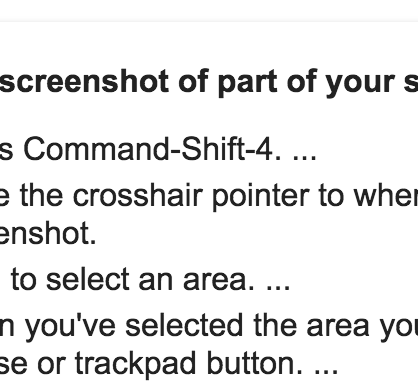 screenshot of part of your s
s Command-Shift-4. ...
e the crosshair pointer to wher
enshot.
to select an area. ...
n you've selected the area you
se or trackpad button. ...